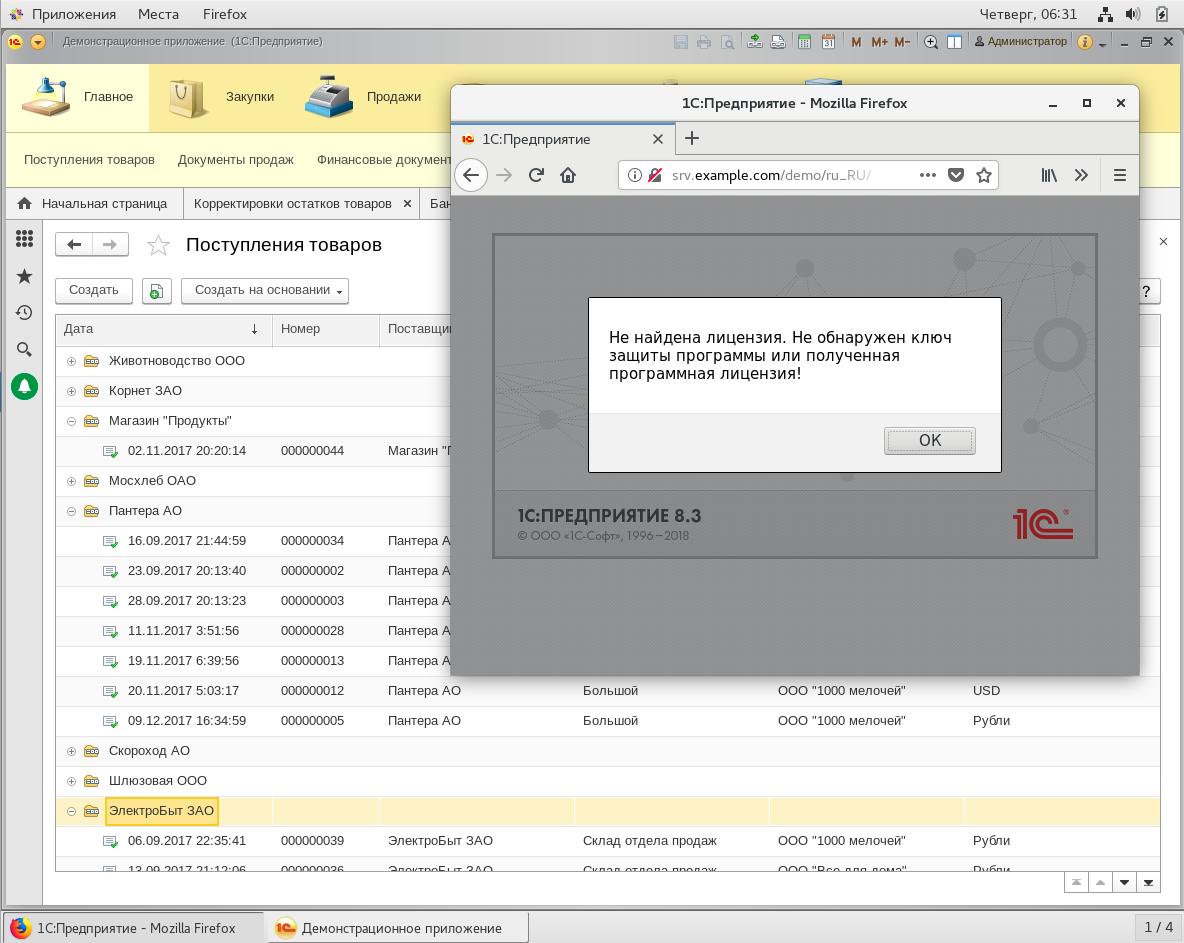 Приложения Места Firefox Четверг, 06:31
Демонстрационное приложение (1С:Предприятие) 31 M M+ M- Администратор
Главное Закупки Продажи
Поступления товаров Документы продаж Финансовые документ
Начальная страница Корректировки остатков товаров × Бан
Поступления товаров
Создать Создать на основании ?
Дата ↓ Номер Поставщи
Животноводство ООО
Корнет ЗАО
Магазин "Продукты"
02.11.2017 20:20:14 000000044 Магазин "П
Мосхлеб ОАО
Пантера АО
16.09.2017 21:44:59 000000034 Пантера А
23.09.2017 20:13:40 000000002 Пантера А
28.09.2017 20:13:23 000000003 Пантера А
11.11.2017 3:51:56 000000028 Пантера А
19.11.2017 6:39:56 000000013 Пантера А
20.11.2017 5:03:17 000000012 Пантера АО Большой ООО "1000 мелочей" USD
09.12.2017 16:34:59 000000005 Пантера АО Большой ООО "1000 мелочей" Рубли
Скороход АО
Шлюзовая ООО
ЭлектроБыт ЗАО
06.09.2017 22:35:41 000000039 ЭлектроБыт ЗАО Склад отдела продаж ООО "1000 мелочей" Рубли
13.09.2017 21:12:06 000000036 ЭлектроБыт ЗАО Склад отдела продаж ООО "Все для дома" Рубли
1С:Предприятие - Mozilla Firefox
1С:Предприятие
srv.example.com/demo/ru_RU/
Не найдена лицензия. Не обнаружен ключ
защиты программы или полученная
программная лицензия!
OK
1С:ПРЕДПРИЯТИЕ 8.3
© ООО «1С-Софт», 1996–2018
1С®
1С:Предприятие - Mozilla Firefox Демонстрационное приложение 1 / 4